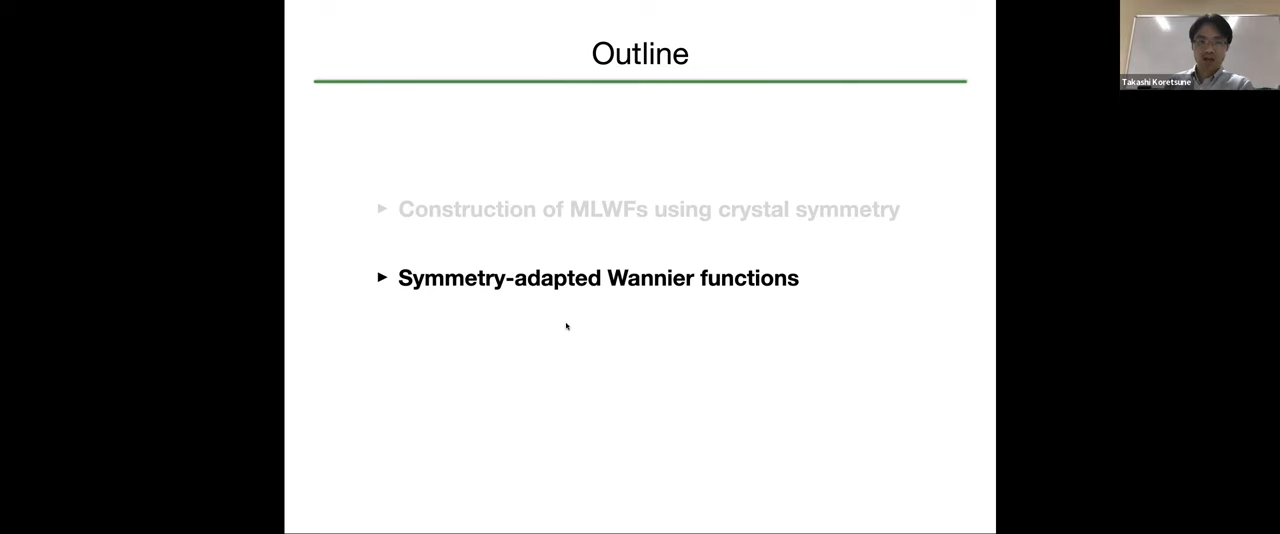 Outline
Takashi Koretsune
Construction of MLWFs using crystal symmetry
Symmetry-adapted Wannier functions